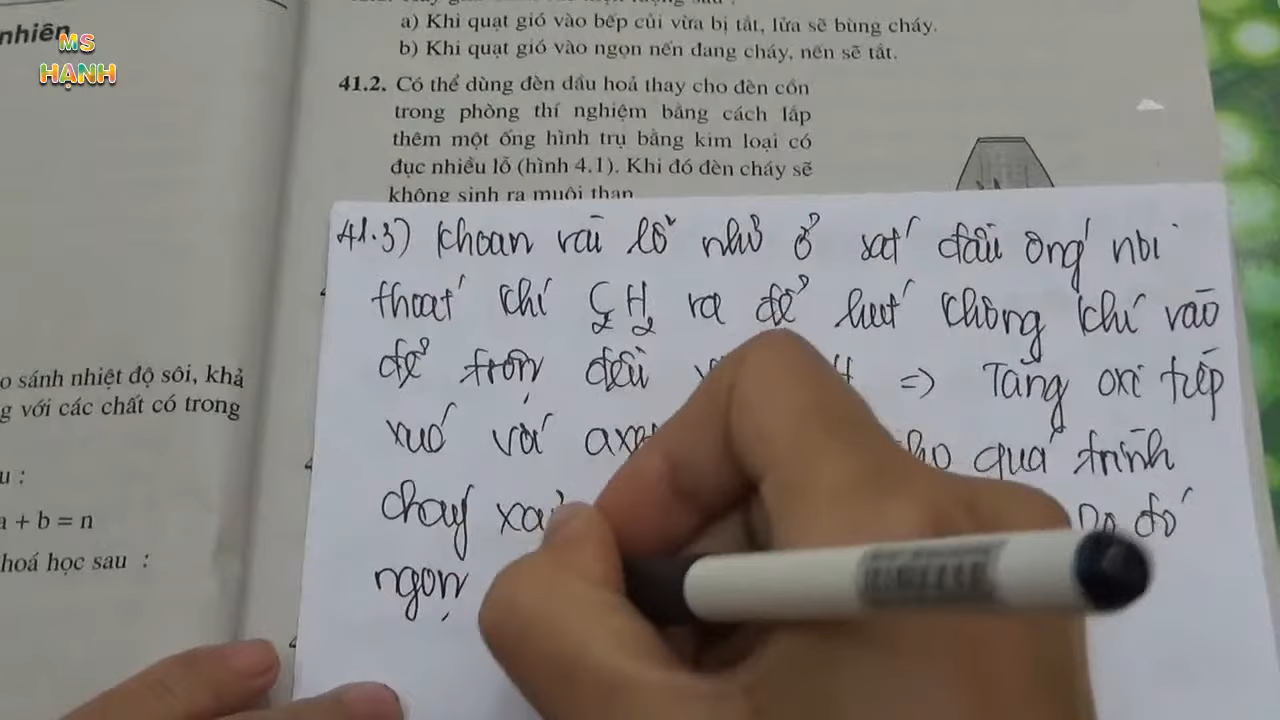 nhiên
MS
HẠNH
a) Khi quạt gió vào bếp củi vừa bị tắt, lửa sẽ bùng cháy.
b) Khi quạt gió vào ngọn nến đang cháy, nến sẽ tắt.
41.2. Có thể dùng đèn dầu hoả thay cho đèn cồn
trong phòng thí nghiệm bằng cách lắp
thêm một ống hình trụ bằng kim loại có
đục nhiều lỗ (hình 4.1). Khi đó đèn cháy sẽ
không sinh ra muội than
o sánh nhiệt độ sôi, khả
g với các chất có trong
u :
a + b = n
hoá học sau :
41.3) Khoan vài lỗ nhỏ ở sát đầu ống nơi
thoát khí C2H2 ra để hút không khí vào
để trộn đều => Tăng oxi tiếp
xúc với quá trình
cháy Do đó
ngọn